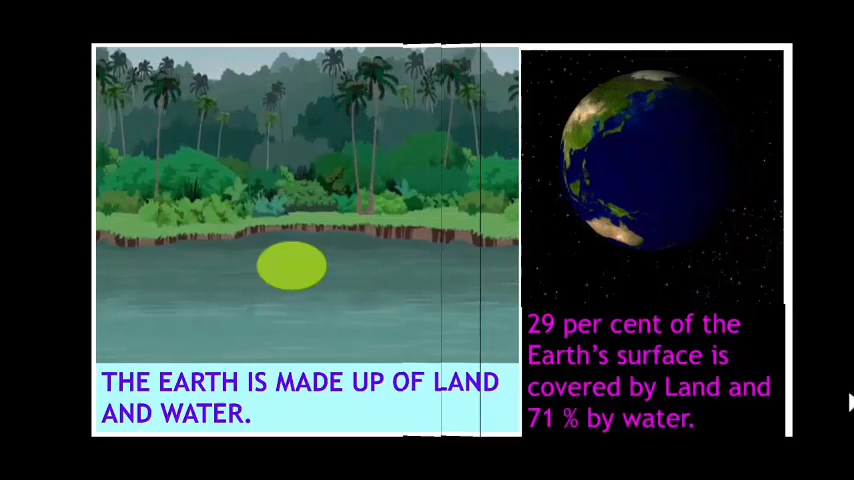 THE EARTH IS MADE UP OF LAND
AND WATER.
29 per cent of the
Earth's surface is
covered by Land and
71 % by water.